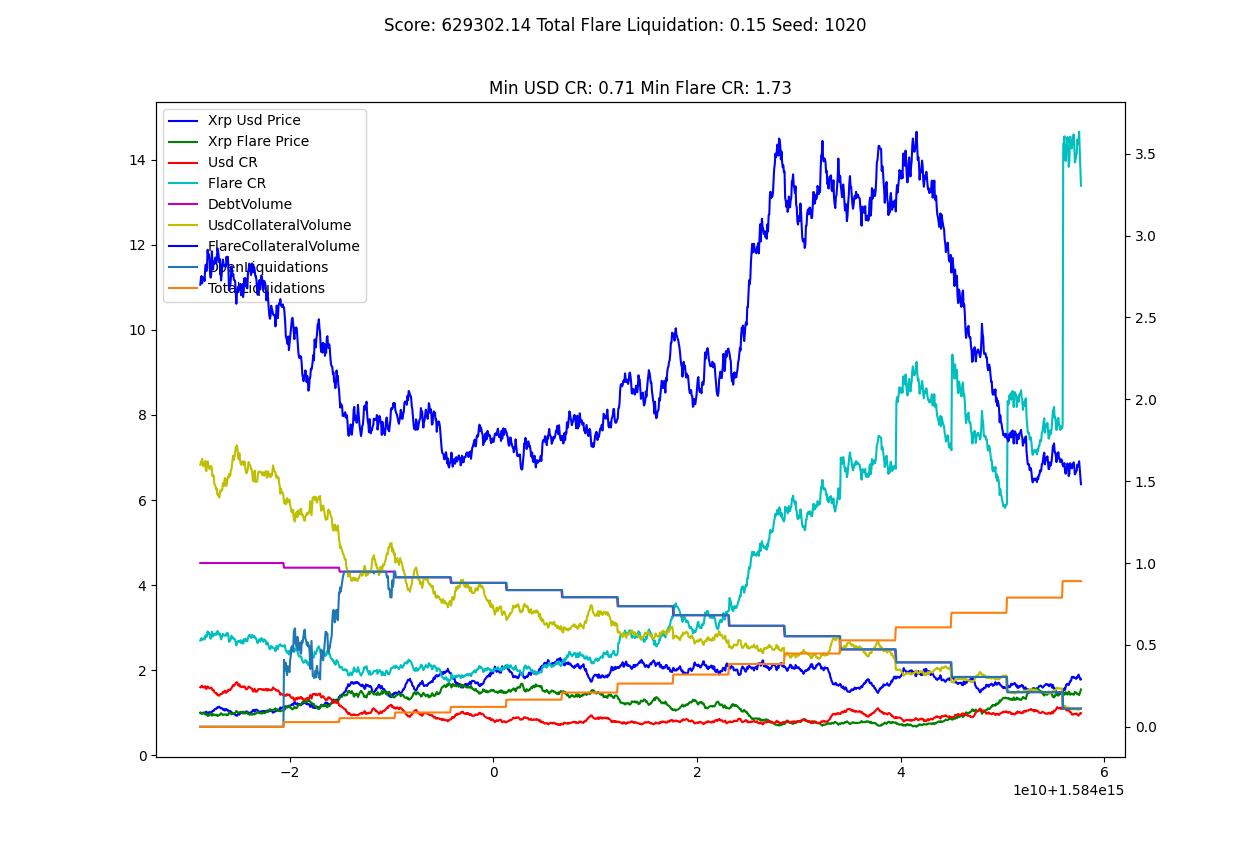 Score: 629302.14 Total Flare Liquidation: 0.15 Seed: 1020
Min USD CR: 0.71 Min Flare CR: 1.73
Xrp Usd Price
Xrp Flare Price
Usd CR
Flare CR
DebtVolume
UsdCollateralVolume
FlareCollateralVolume
OpenLiquidations
TotalLiquidations
14
12
10
8
6
4
2
0
3.5
3.0
2.5
2.0
1.5
1.0
0.5
0.0
−2
0
2
4
6
1e10+1.584e15